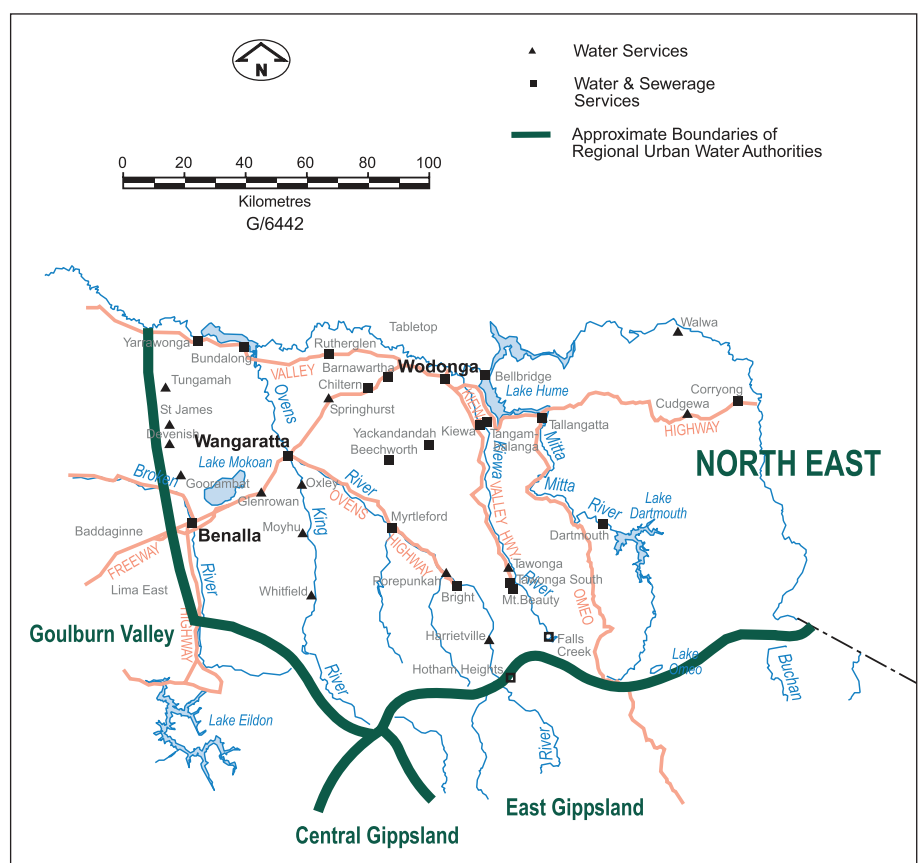 N
Water Services
Water & Sewerage
Services
Approximate Boundaries of
Regional Urban Water Authorities
0 20 40 60 80 100
Kilometres
G/6442
Tabletop
Walwa
Yarrawonga
Bundalong
Rutherglen
VALLEY
Barnawartha
Wodonga
Bellbridge
Lake Hume
Tungamah
Chiltern
Springhurst
KIEWA
Corryong
Cudgewa
HIGHWAY
St James
Ovens
Devenish
Wangaratta
Yackandandah
Beechworth
Kiewa
Tangam-
balanga
Tallangatta
Mitta
Kiewa
NORTH EAST
Broken
Lake Mokoan
Goorambat
Glenrowan
Oxley
River
OVENS
Mitta
VALLEY HWY
River
Lake
Dartmouth
Dartmouth
Baddaginne
Benalla
Moyhu
King
Myrtleford
HIGHWAY
FREEWAY
Lima East
River
Whitfield
Porepunkah
Bright
Tawonga
Tawonga South
River
Mt.Beauty
OMEO
Goulburn Valley
HIGHWAY
Harrietville
Falls
Creek
Hotham Heights
Lake
Omeo
Buchan
River
Lake Eildon
River
East Gippsland
Central Gippsland